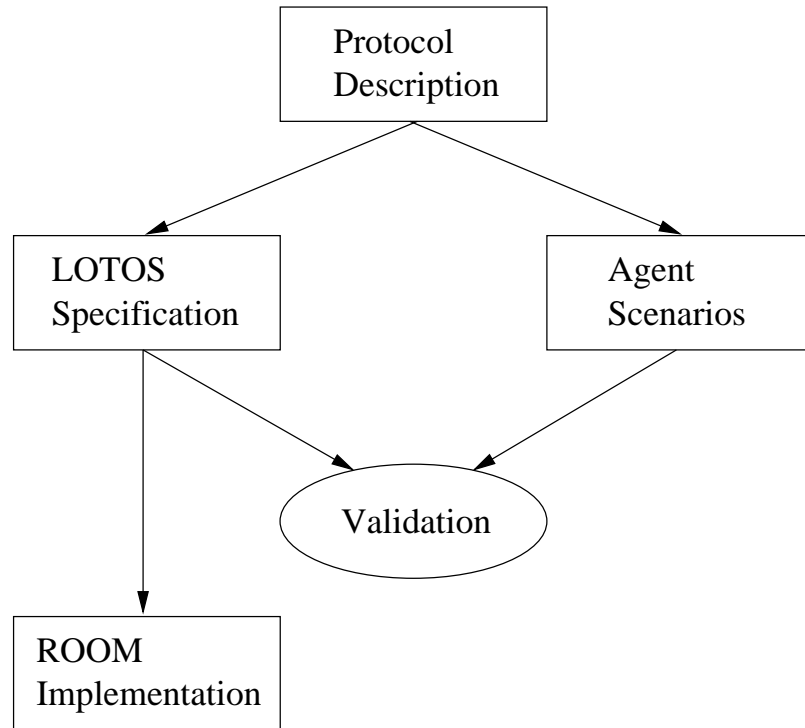 Protocol
Description
LOTOS
Specification
Agent
Scenarios
Validation
ROOM
Implementation